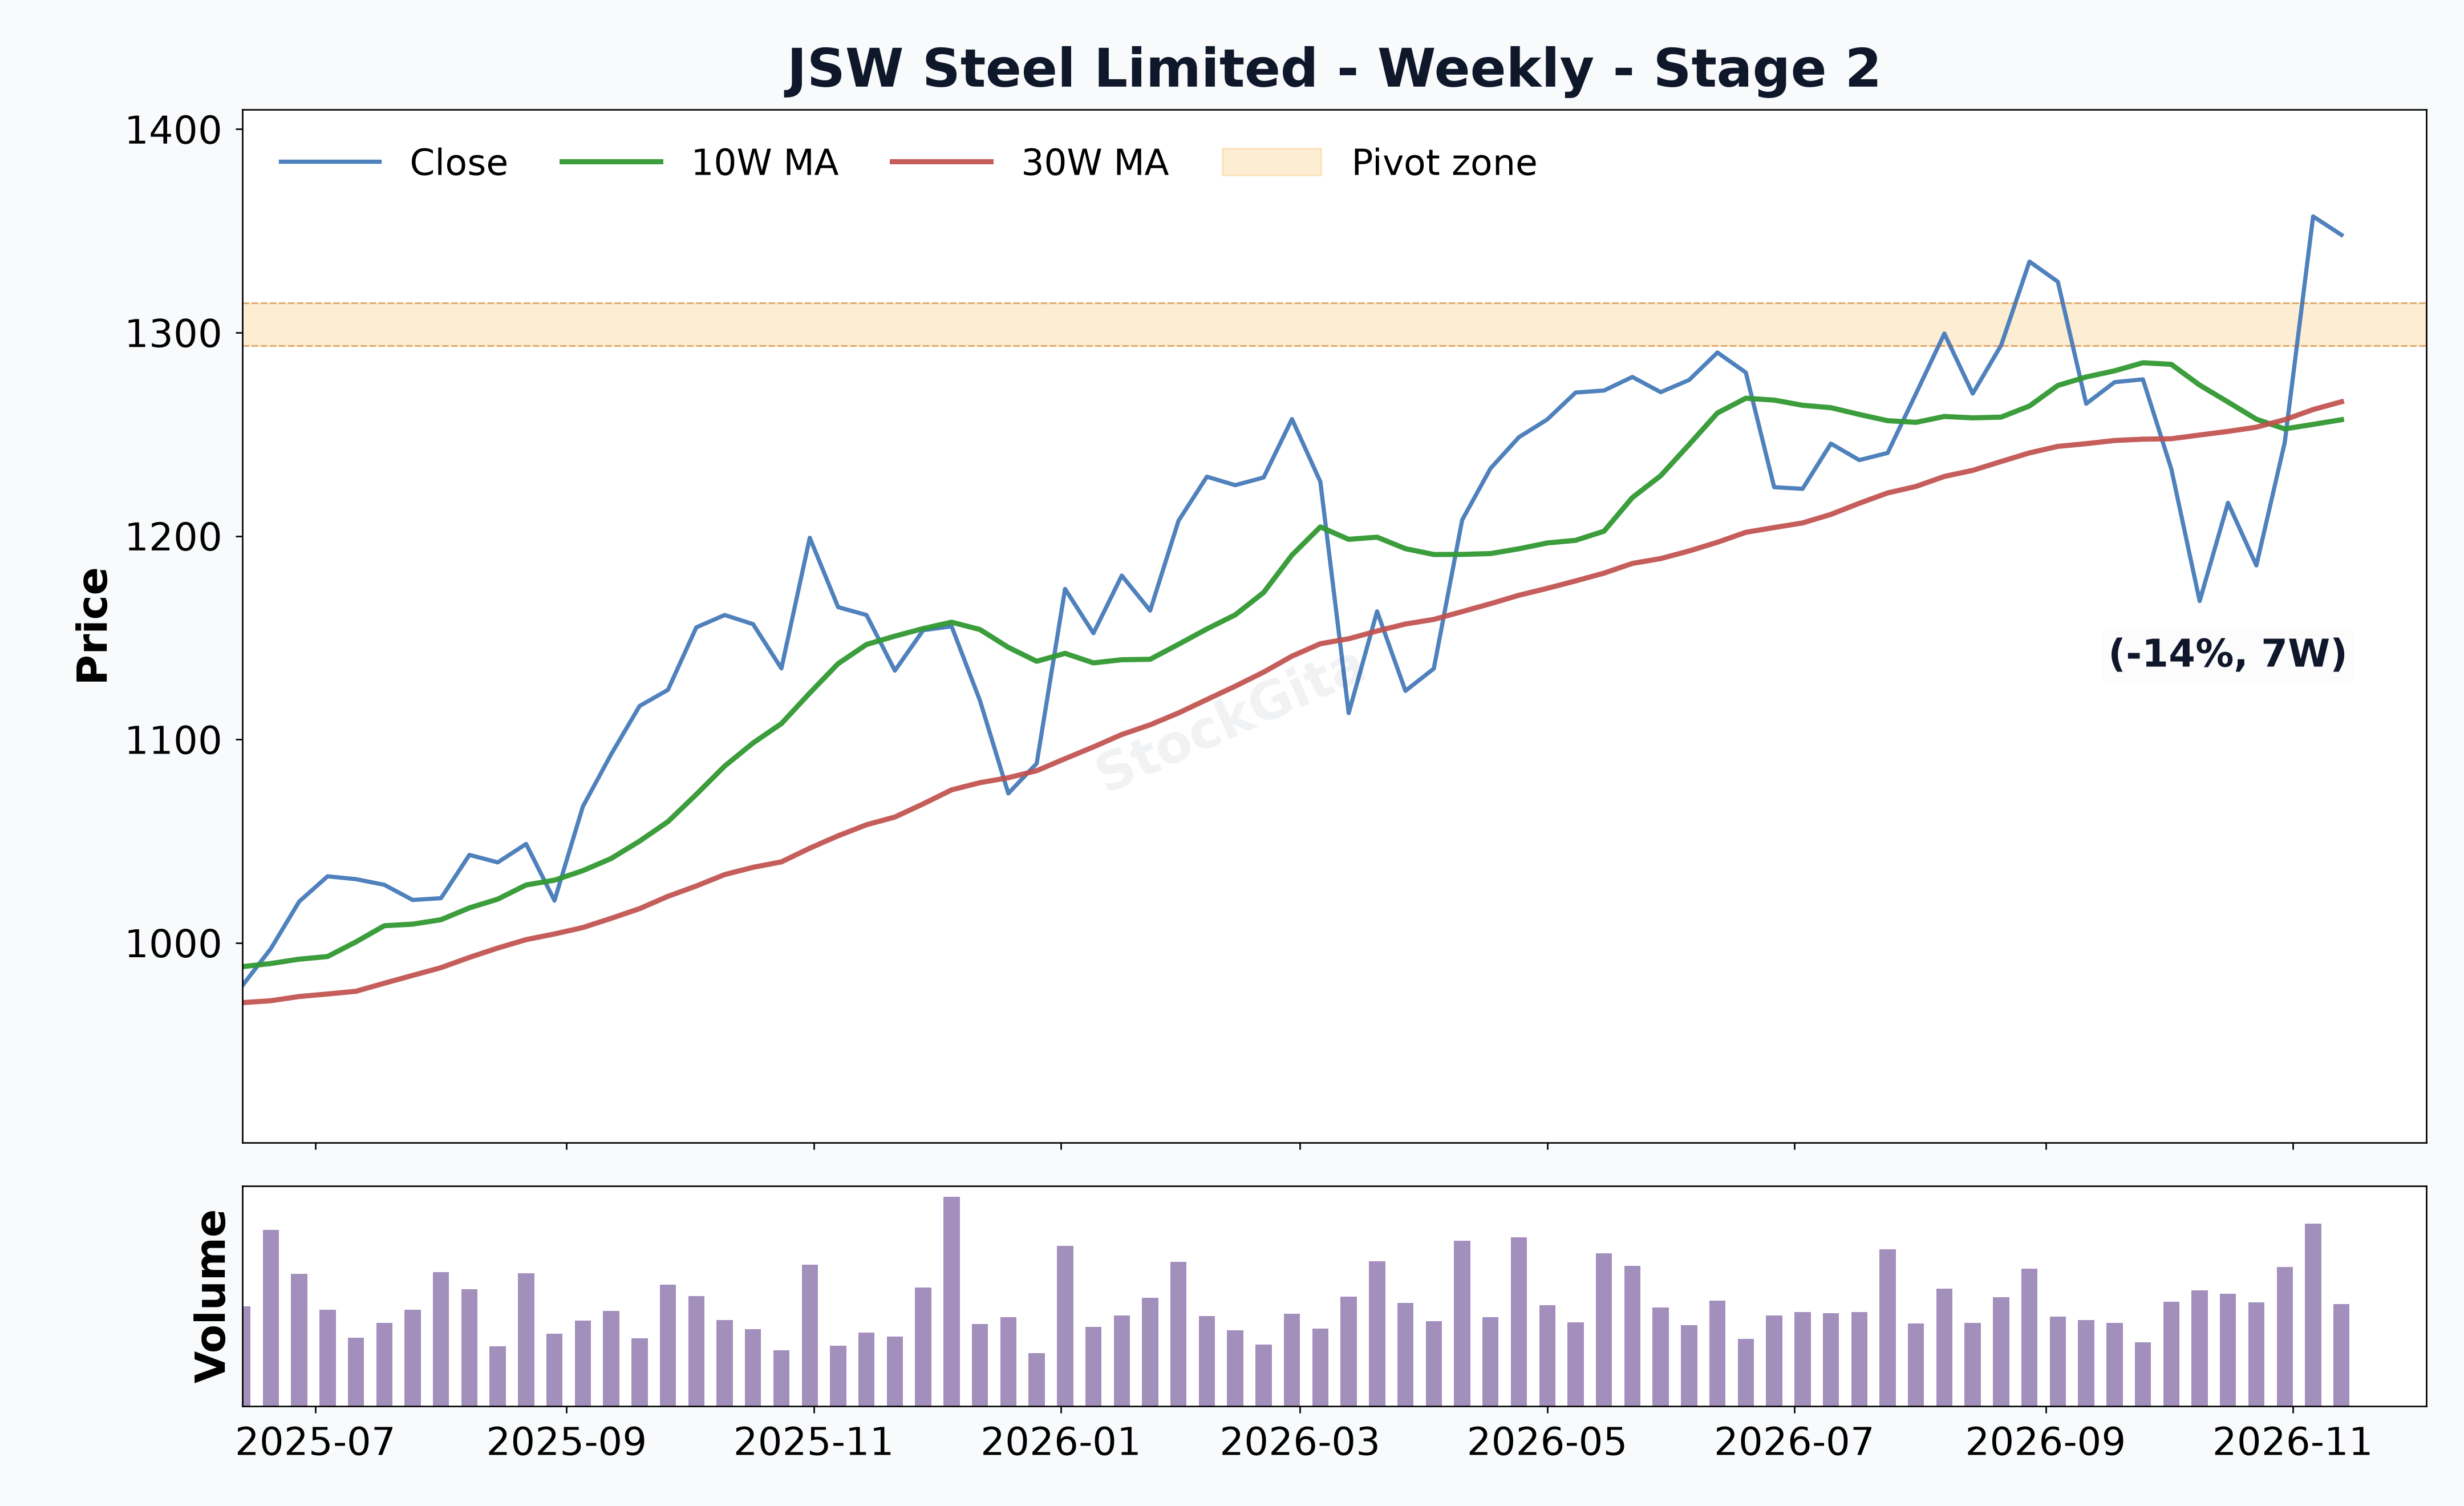 JSW Steel Limited - Weekly - Stage 2
Close 10W MA 30W MA Pivot zone
1400
1300
1200
1100
1000
Price
(-14%, 7W)
StockGita
Volume
2025-07 2025-09 2025-11 2026-01 2026-03 2026-05 2026-07 2026-09 2026-11